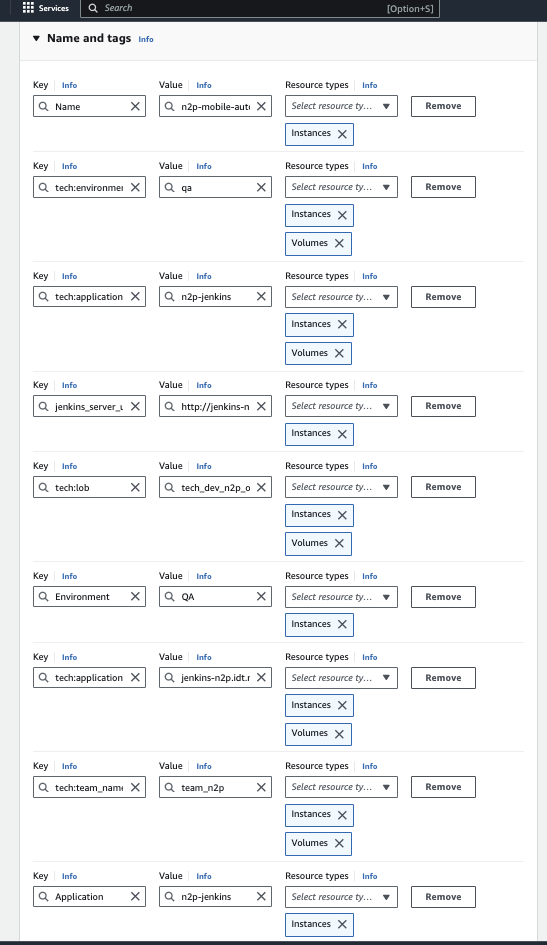 Services Search [Option+S]
Name and tags Info
Key Info Value Info Resource types Info
Name n2p-mobile-aut Select resource ty... Remove
Instances
Key Info Value Info Resource types Info
tech:environme qa Select resource ty... Remove
Instances
Volumes
Key Info Value Info Resource types Info
tech:application n2p-jenkins Select resource ty... Remove
Instances
Volumes
Key Info Value Info Resource types Info
jenkins_server_u http://jenkins-n Select resource ty... Remove
Instances
Key Info Value Info Resource types Info
tech:lob tech_dev_n2p_o Select resource ty... Remove
Instances
Volumes
Key Info Value Info Resource types Info
Environment QA Select resource ty... Remove
Instances
Key Info Value Info Resource types Info
tech:application jenkins-n2p.idt.r Select resource ty... Remove
Instances
Volumes
Key Info Value Info Resource types Info
tech:team_name team_n2p Select resource ty... Remove
Instances
Volumes
Key Info Value Info Resource types Info
Application n2p-jenkins Select resource ty... Remove
Instances